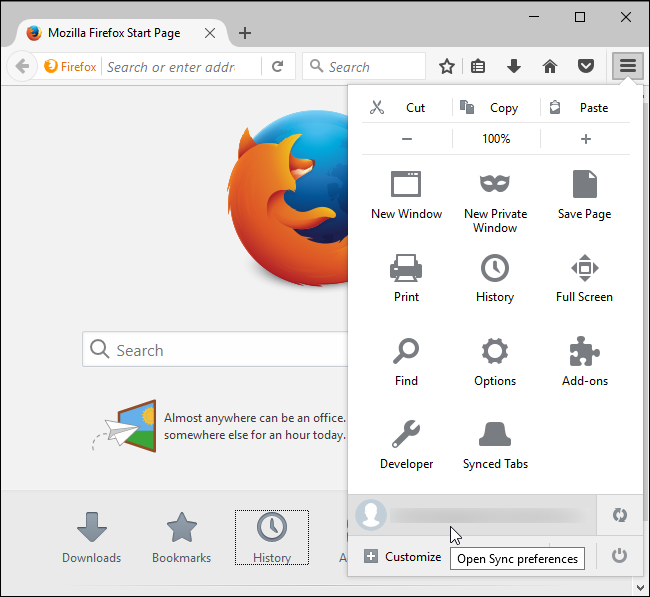 Mozilla Firefox Start Page
Firefox
Search or enter addr
Search
Cut
Copy
Paste
100%
New Window
New Private
Window
Save Page
Print
History
Full Screen
Find
Options
Add-ons
Developer
Synced Tabs
Customize
Open Sync preferences
Search
Almost anywhere can be an office.
somewhere else for an hour today.
Downloads
Bookmarks
History
A